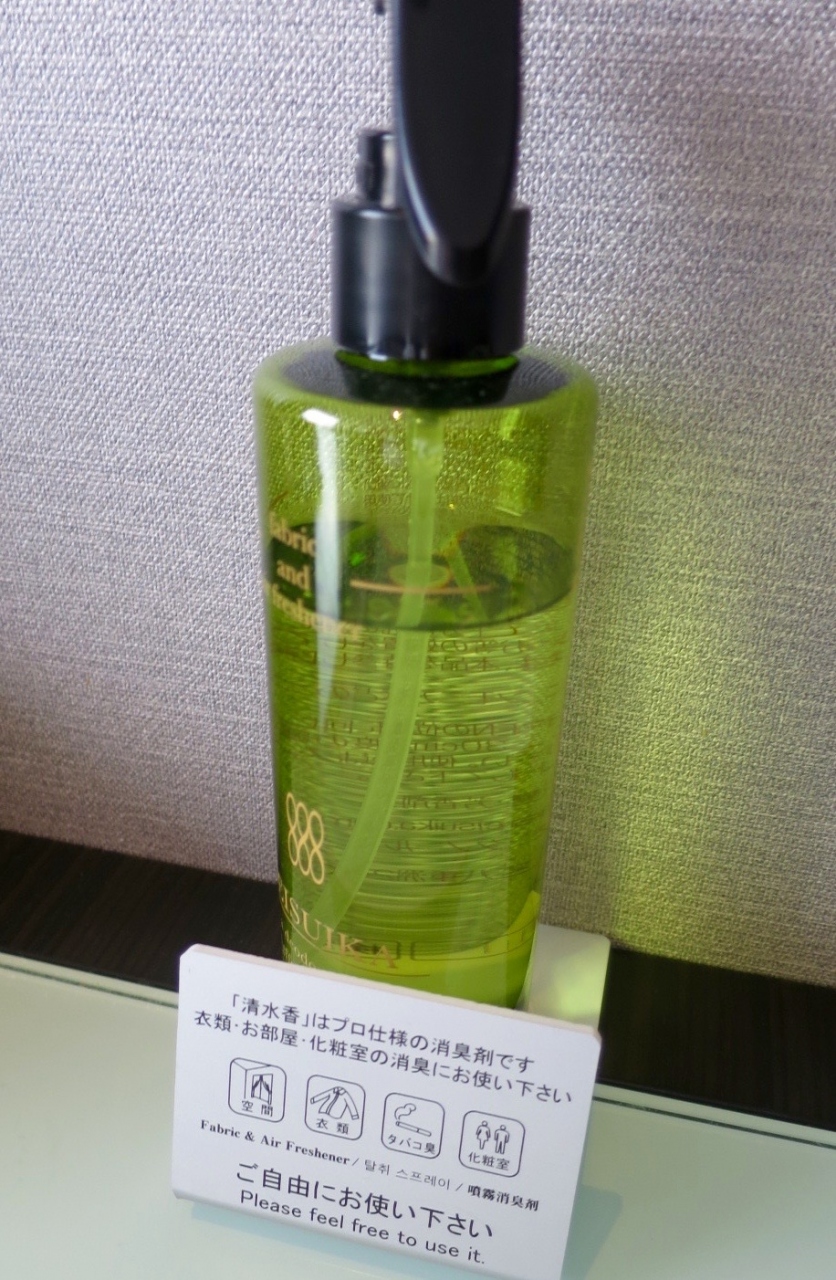 fabric
and
freshener
ISUIKA
「清水香」はプロ仕様の消臭剤です
衣類・お部屋・化粧室の消臭にお使い下さい
空間 衣類 タバコ臭 化粧室
Fabric & Air Freshener / 탈취 스프레이 / 噴霧消臭剤
ご自由にお使い下さい
Please feel free to use it.